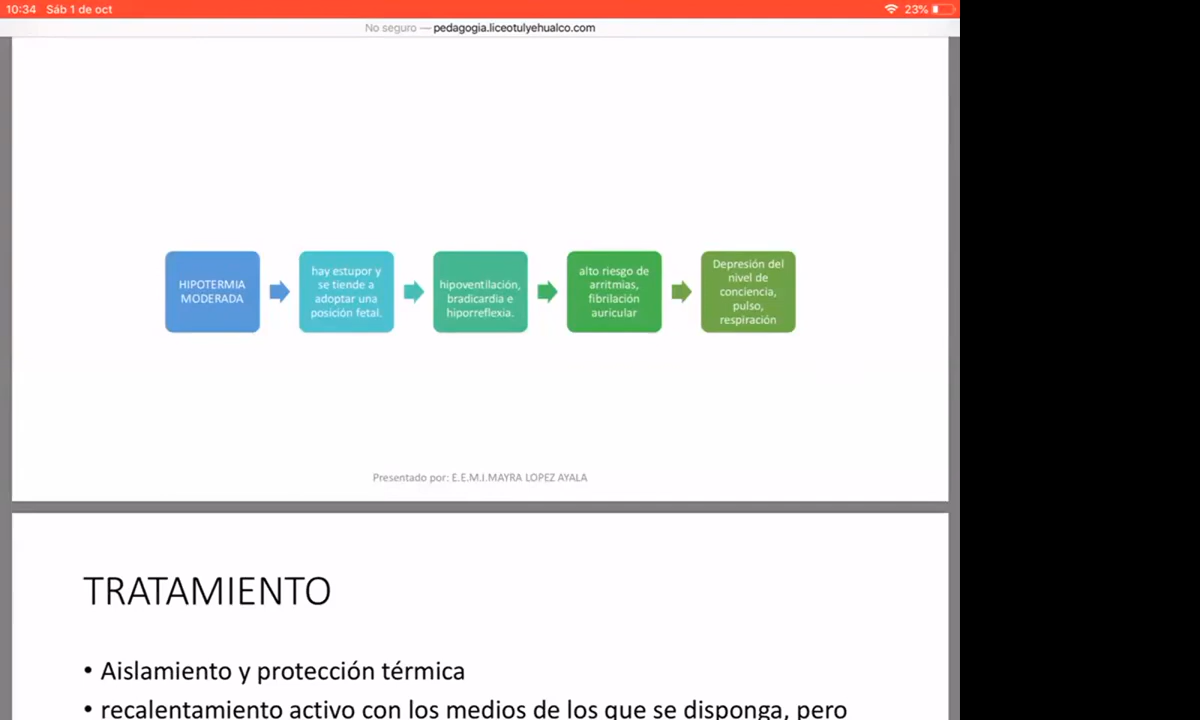 10:34 Sáb 1 de oct
23%
No seguro — pedagogia.liceotulyehualco.com
HIPOTERMIA
MODERADA
hay estupor y
se tiende a
adoptar una
posición fetal.
hipoventilación,
bradicardia e
hiporreflexia.
alto riesgo de
arritmias,
fibrilación
auricular
Depresión del
nivel de
conciencia,
pulso,
respiración
Presentado por: E.E.M.I.MAYRA LOPEZ AYALA
TRATAMIENTO
• Aislamiento y protección térmica
• recalentamiento activo con los medios de los que se disponga, pero